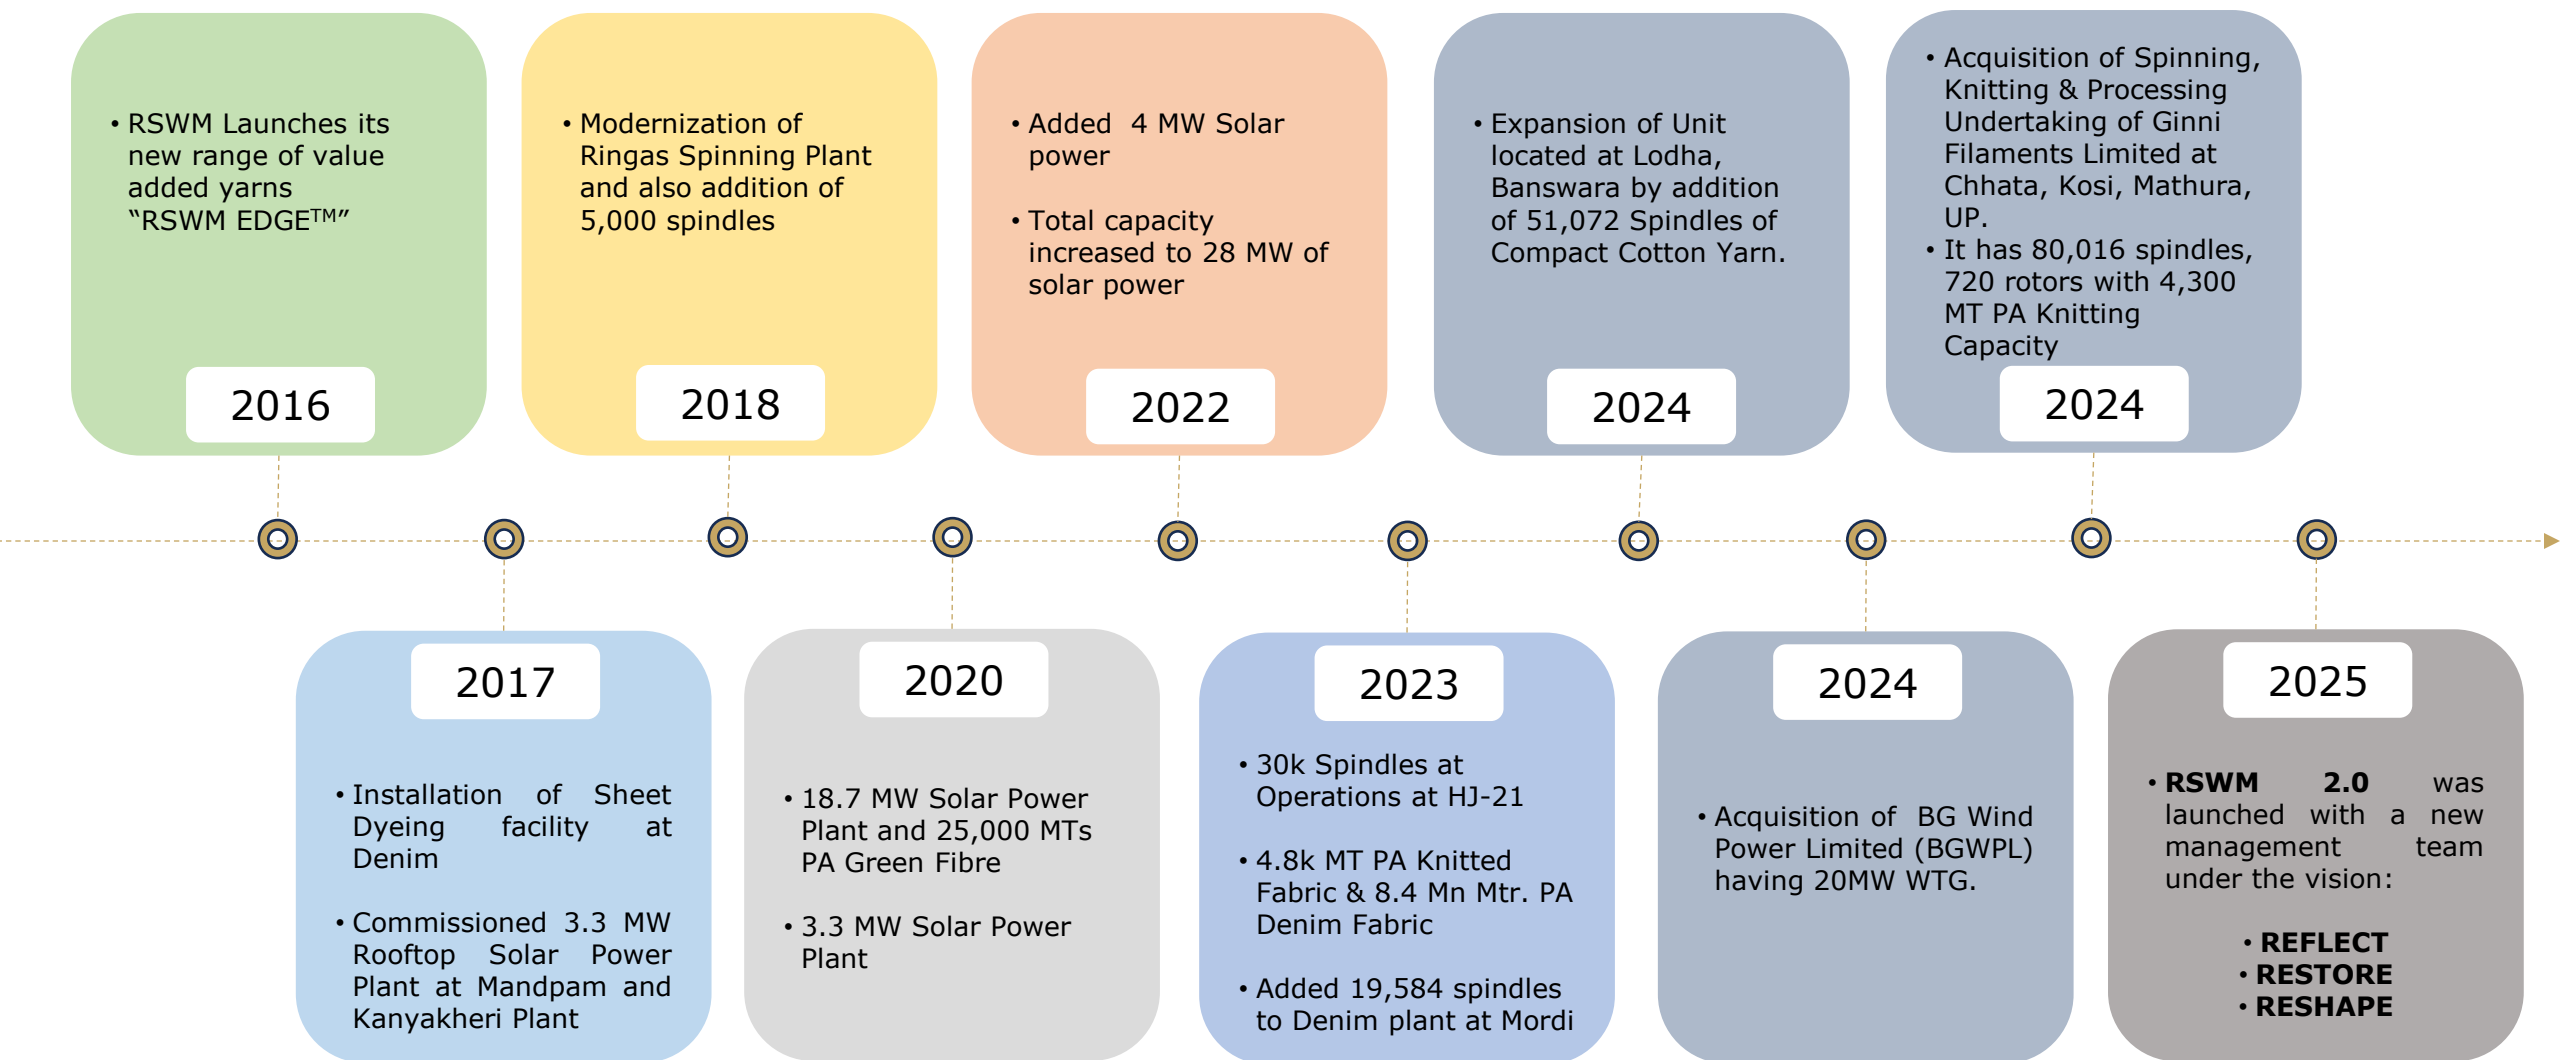 • RSWM Launches its
new range of value
added yarns
“RSWM EDGE™”
2016
• Modernization of
Ringas Spinning Plant
and also addition of
5,000 spindles
2018
• Added 4 MW Solar
power
• Total capacity
increased to 28 MW of
solar power
2022
• Expansion of Unit
located at Lodha,
Banswara by addition
of 51,072 Spindles of
Compact Cotton Yarn.
2024
• Acquisition of Spinning,
Knitting & Processing
Undertaking of Ginni
Filaments Limited at
Chhata, Kosi, Mathura,
UP.
• It has 80,016 spindles,
720 rotors with 4,300
MT PA Knitting
Capacity
2024
2017
• Installation of Sheet
Dyeing facility at
Denim
• Commissioned 3.3 MW
Rooftop Solar Power
Plant at Mandpam and
Kanyakheri Plant
2020
• 18.7 MW Solar Power
Plant and 25,000 MTs
PA Green Fibre
• 3.3 MW Solar Power
Plant
2023
• 30k Spindles at
Operations at HJ-21
• 4.8k MT PA Knitted
Fabric & 8.4 Mn Mtr. PA
Denim Fabric
• Added 19,584 spindles
to Denim plant at Mordi
2024
• Acquisition of BG Wind
Power Limited (BGWPL)
having 20MW WTG.
2025
• RSWM 2.0 was
launched with a new
management team
under the vision:
• REFLECT
• RESTORE
• RESHAPE